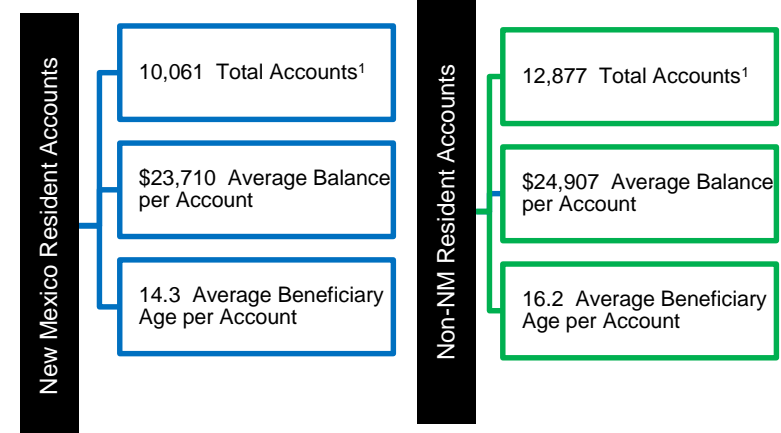 New Mexico Resident Accounts
10,061  Total Accounts¹
$23,710  Average Balance
per Account
14.3  Average Beneficiary
Age per Account
Non-NM Resident Accounts
12,877  Total Accounts¹
$24,907  Average Balance
per Account
16.2  Average Beneficiary
Age per Account